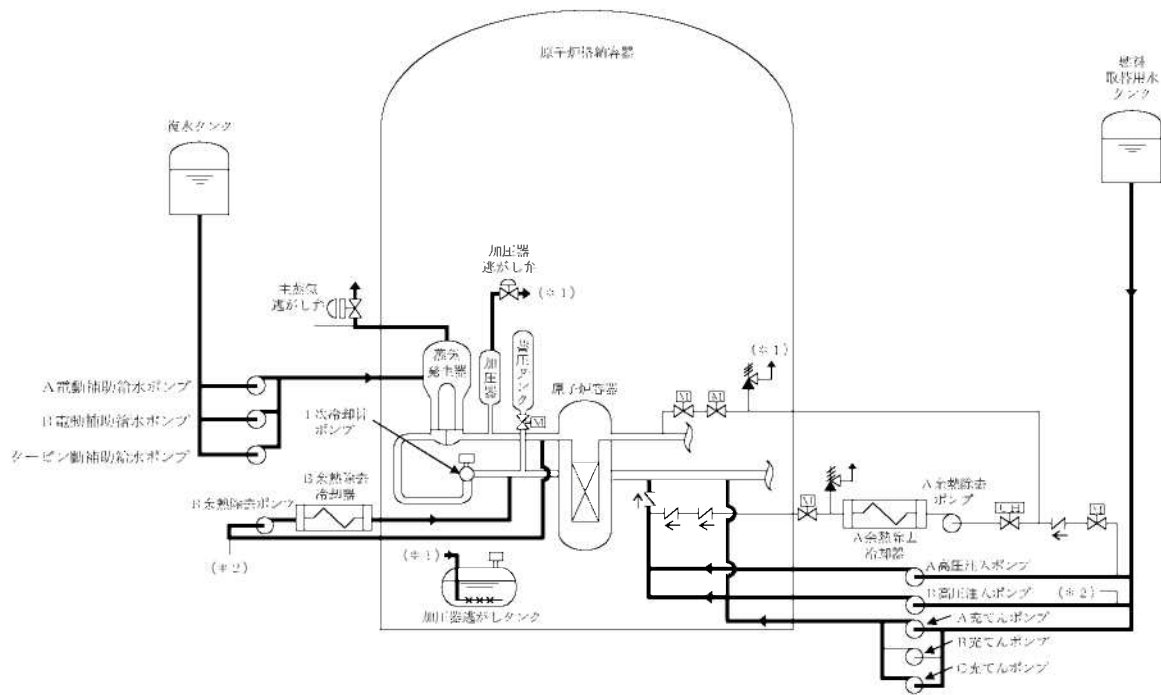 原子炉格納容器
燃料
取替用水
タンク
復水タンク
加圧器
逃がし弁
(*1)
主蒸気
逃がし弁
蒸気
発生器
加圧器
蓄圧タンク
M
原子炉容器
(*1)
M
M
A電動補助給水ポンプ
B電動補助給水ポンプ
タービン動補助給水ポンプ
1次冷却材
ポンプ
B余熱除去ポンプ
B余熱除去
冷却器
(*2)
(*1)
加圧器逃がしタンク
M
A余熱除去
ポンプ
A余熱除去
冷却器
M
A高圧注入ポンプ
B高圧注入ポンプ
(*2)
A充てんポンプ
B充てんポンプ
C充てんポンプ